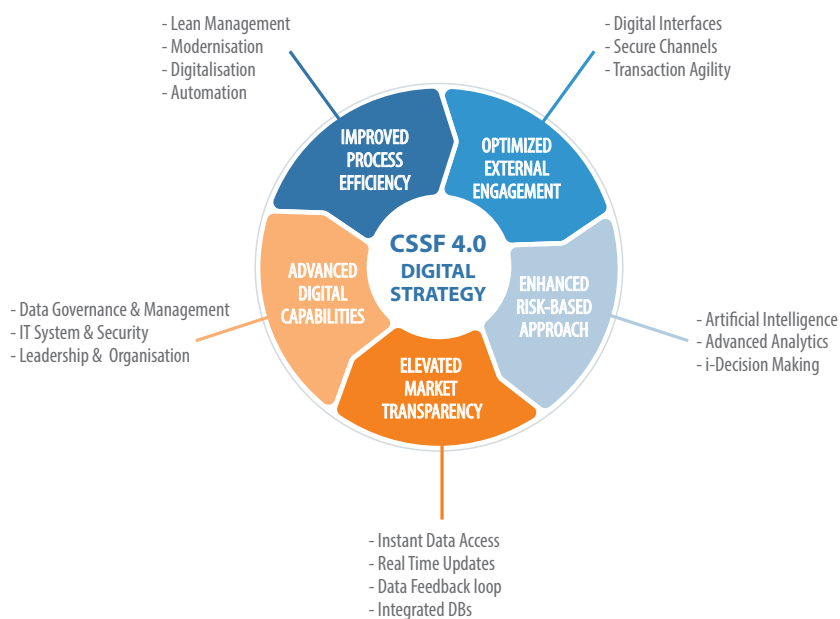 - Lean Management
- Modernisation
- Digitalisation
- Automation
- Digital Interfaces
- Secure Channels
- Transaction Agility
IMPROVED
PROCESS
EFFICIENCY
OPTIMIZED
EXTERNAL
ENGAGEMENT
CSSF 4.0
DIGITAL
STRATEGY
ADVANCED
DIGITAL
CAPABILITIES
ENHANCED
RISK-BASED
APPROACH
- Data Governance & Management
- IT System & Security
- Leadership & Organisation
- Artificial Intelligence
- Advanced Analytics
- i-Decision Making
ELEVATED
MARKET
TRANSPARENCY
- Instant Data Access
- Real Time Updates
- Data Feedback loop
- Integrated DBs